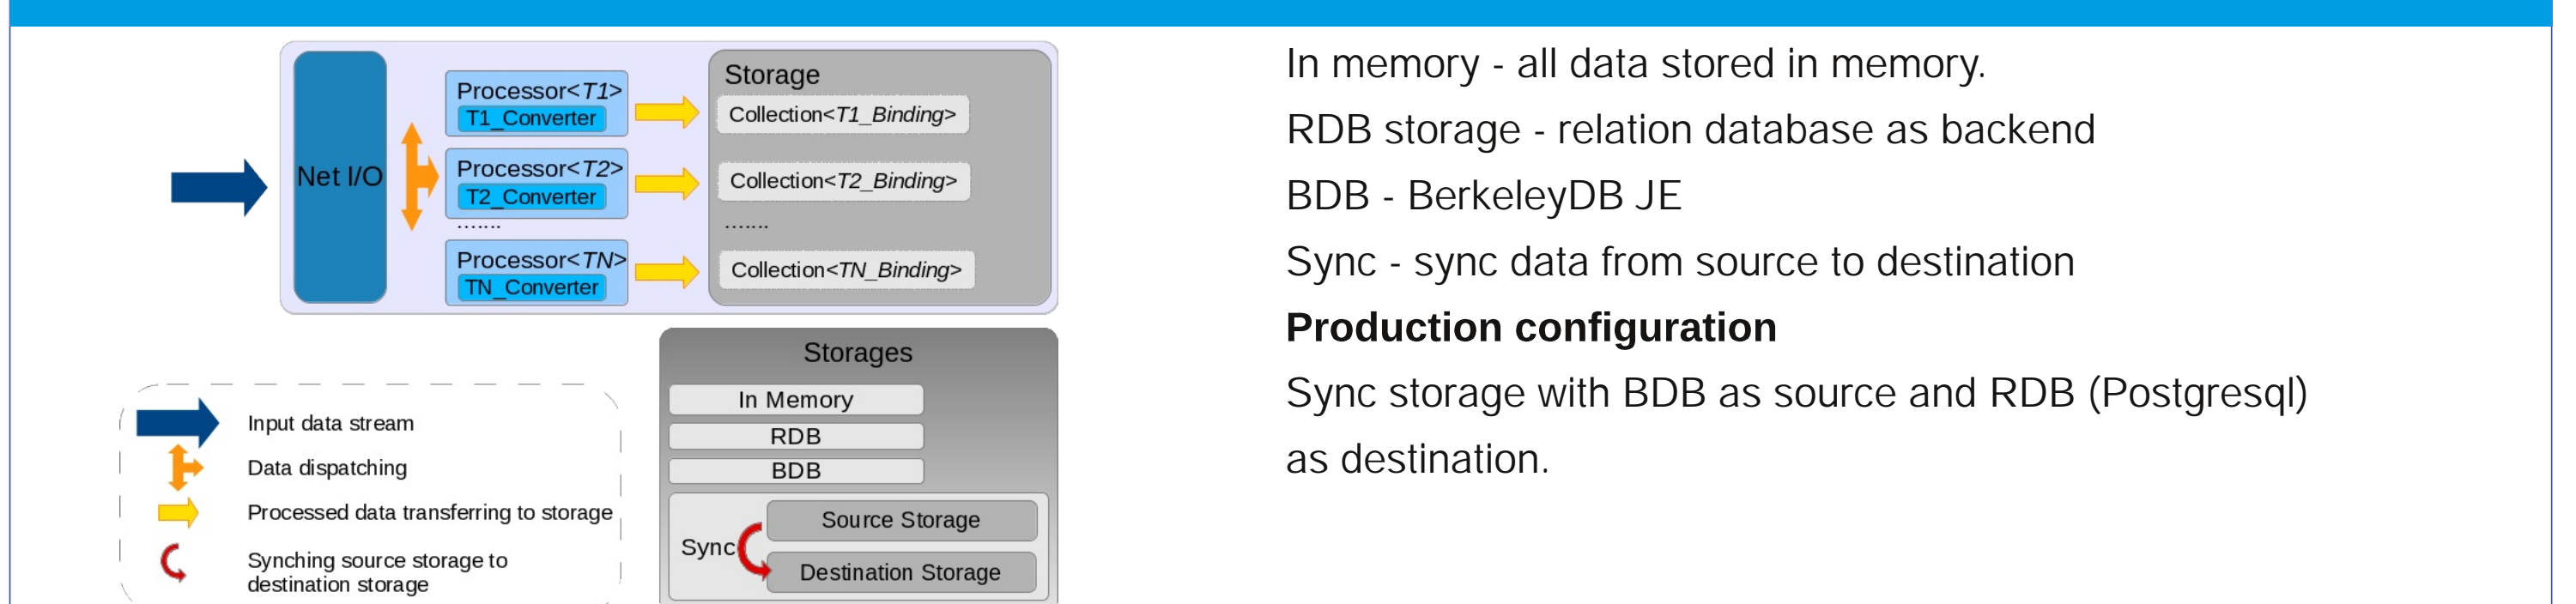 Net I/O
Processor<T1>
T1_Converter
Processor<T2>
T2_Converter
.......
Processor<TN>
TN_Converter
Storage
Collection<T1_Binding>
Collection<T2_Binding>
.......
Collection<TN_Binding>
Input data stream
Data dispatching
Processed data transferring to storage
Synching source storage to
destination storage
Storages
In Memory
RDB
BDB
Sync
Source Storage
Destination Storage
In memory - all data stored in memory.
RDB storage - relation database as backend
BDB - BerkeleyDB JE
Sync - sync data from source to destination
Production configuration
Sync storage with BDB as source and RDB (Postgresql)
as destination.